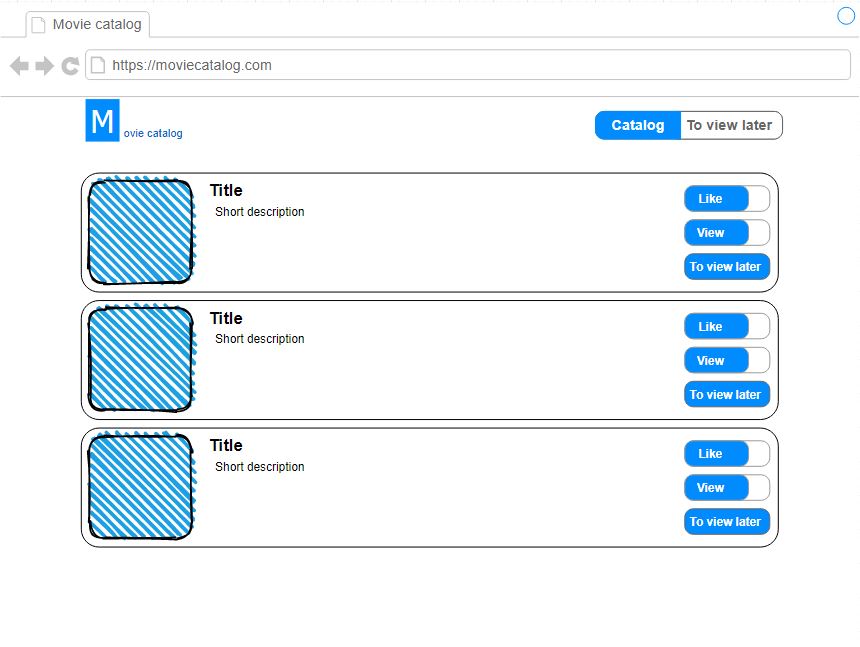 Movie catalog
https://moviecatalog.com
M ovie catalog
Catalog To view later
Title
Short description
Like
View
To view later
Title
Short description
Like
View
To view later
Title
Short description
Like
View
To view later